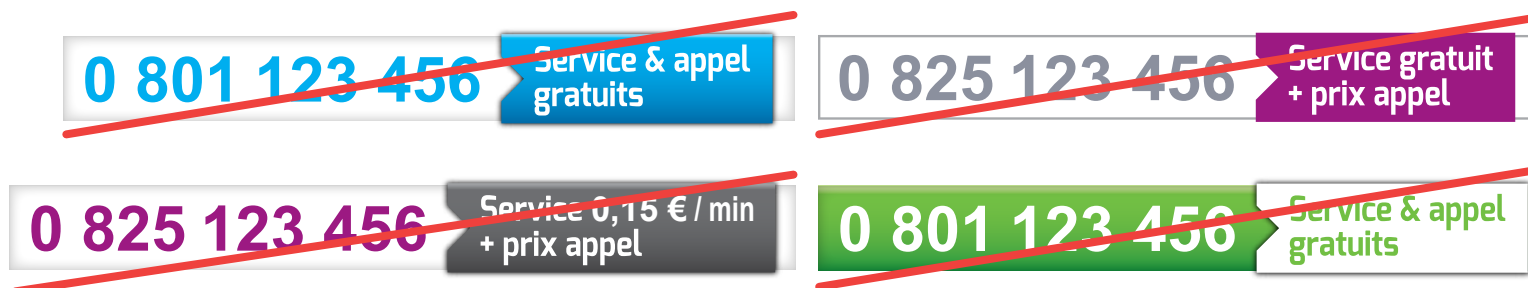 0 801 123 456
Service & appel
gratuits
0 825 123 456
Service gratuit
+ prix appel
0 825 123 456
Service 0,15 € / min
+ prix appel
0 801 123 456
Service & appel
gratuits